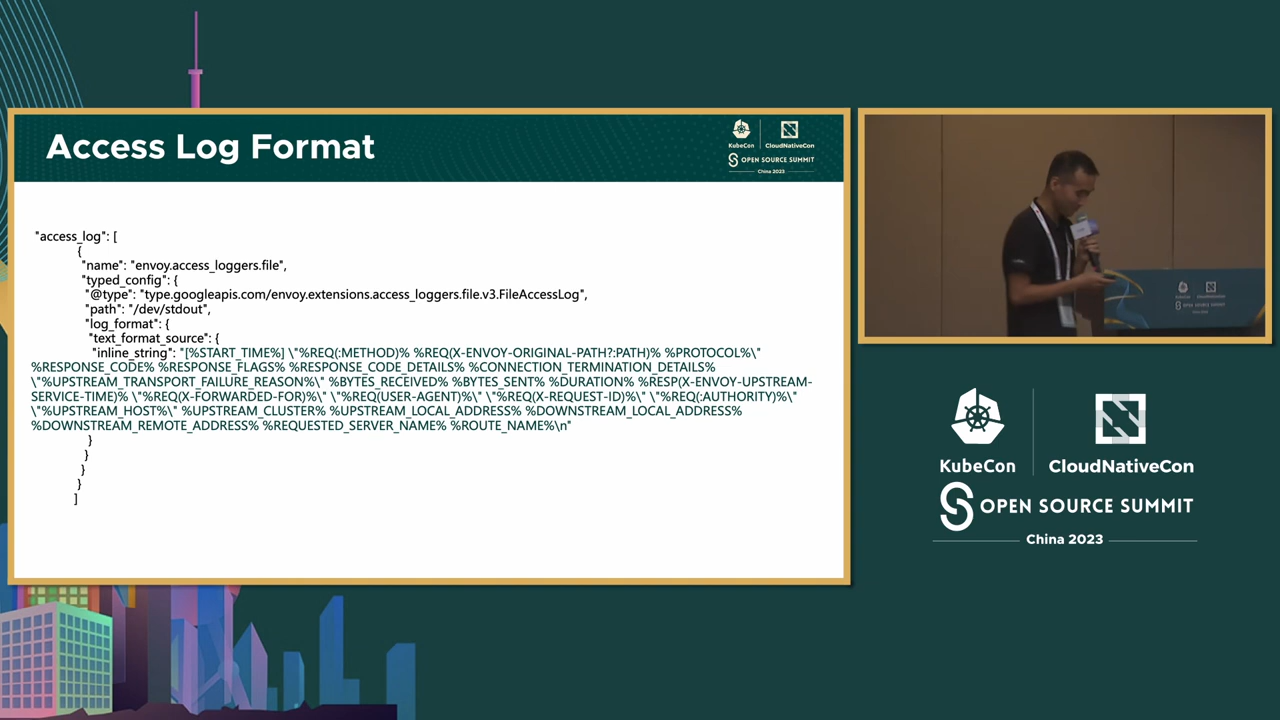 Access Log Format
KubeCon
CloudNativeCon
OPEN SOURCE SUMMIT
China 2023
"access_log": [
{
"name": "envoy.access_loggers.file",
"typed_config": {
"@type": "type.googleapis.com/envoy.extensions.access_loggers.file.v3.FileAccessLog",
"path": "/dev/stdout",
"log_format": {
"text_format_source": {
"inline_string": "[%START_TIME%] \"%REQ(:METHOD)% %REQ(X-ENVOY-ORIGINAL-PATH?:PATH)% %PROTOCOL%\"
%RESPONSE_CODE% %RESPONSE_FLAGS% %RESPONSE_CODE_DETAILS% %CONNECTION_TERMINATION_DETAILS%
\"%UPSTREAM_TRANSPORT_FAILURE_REASON%\" %BYTES_RECEIVED% %BYTES_SENT% %DURATION% %RESP(X-ENVOY-UPSTREAM-
SERVICE-TIME)% \"%REQ(X-FORWARDED-FOR)%\" \"%REQ(USER-AGENT)%\" \"%REQ(X-REQUEST-ID)%\" \"%REQ(:AUTHORITY)%\"
\"%UPSTREAM_HOST%\" %UPSTREAM_CLUSTER% %UPSTREAM_LOCAL_ADDRESS% %DOWNSTREAM_LOCAL_ADDRESS%
%DOWNSTREAM_REMOTE_ADDRESS% %REQUESTED_SERVER_NAME% %ROUTE_NAME%\n"
}
}
}
}
]
KubeCon
CloudNativeCon
OPEN SOURCE SUMMIT
China 2023